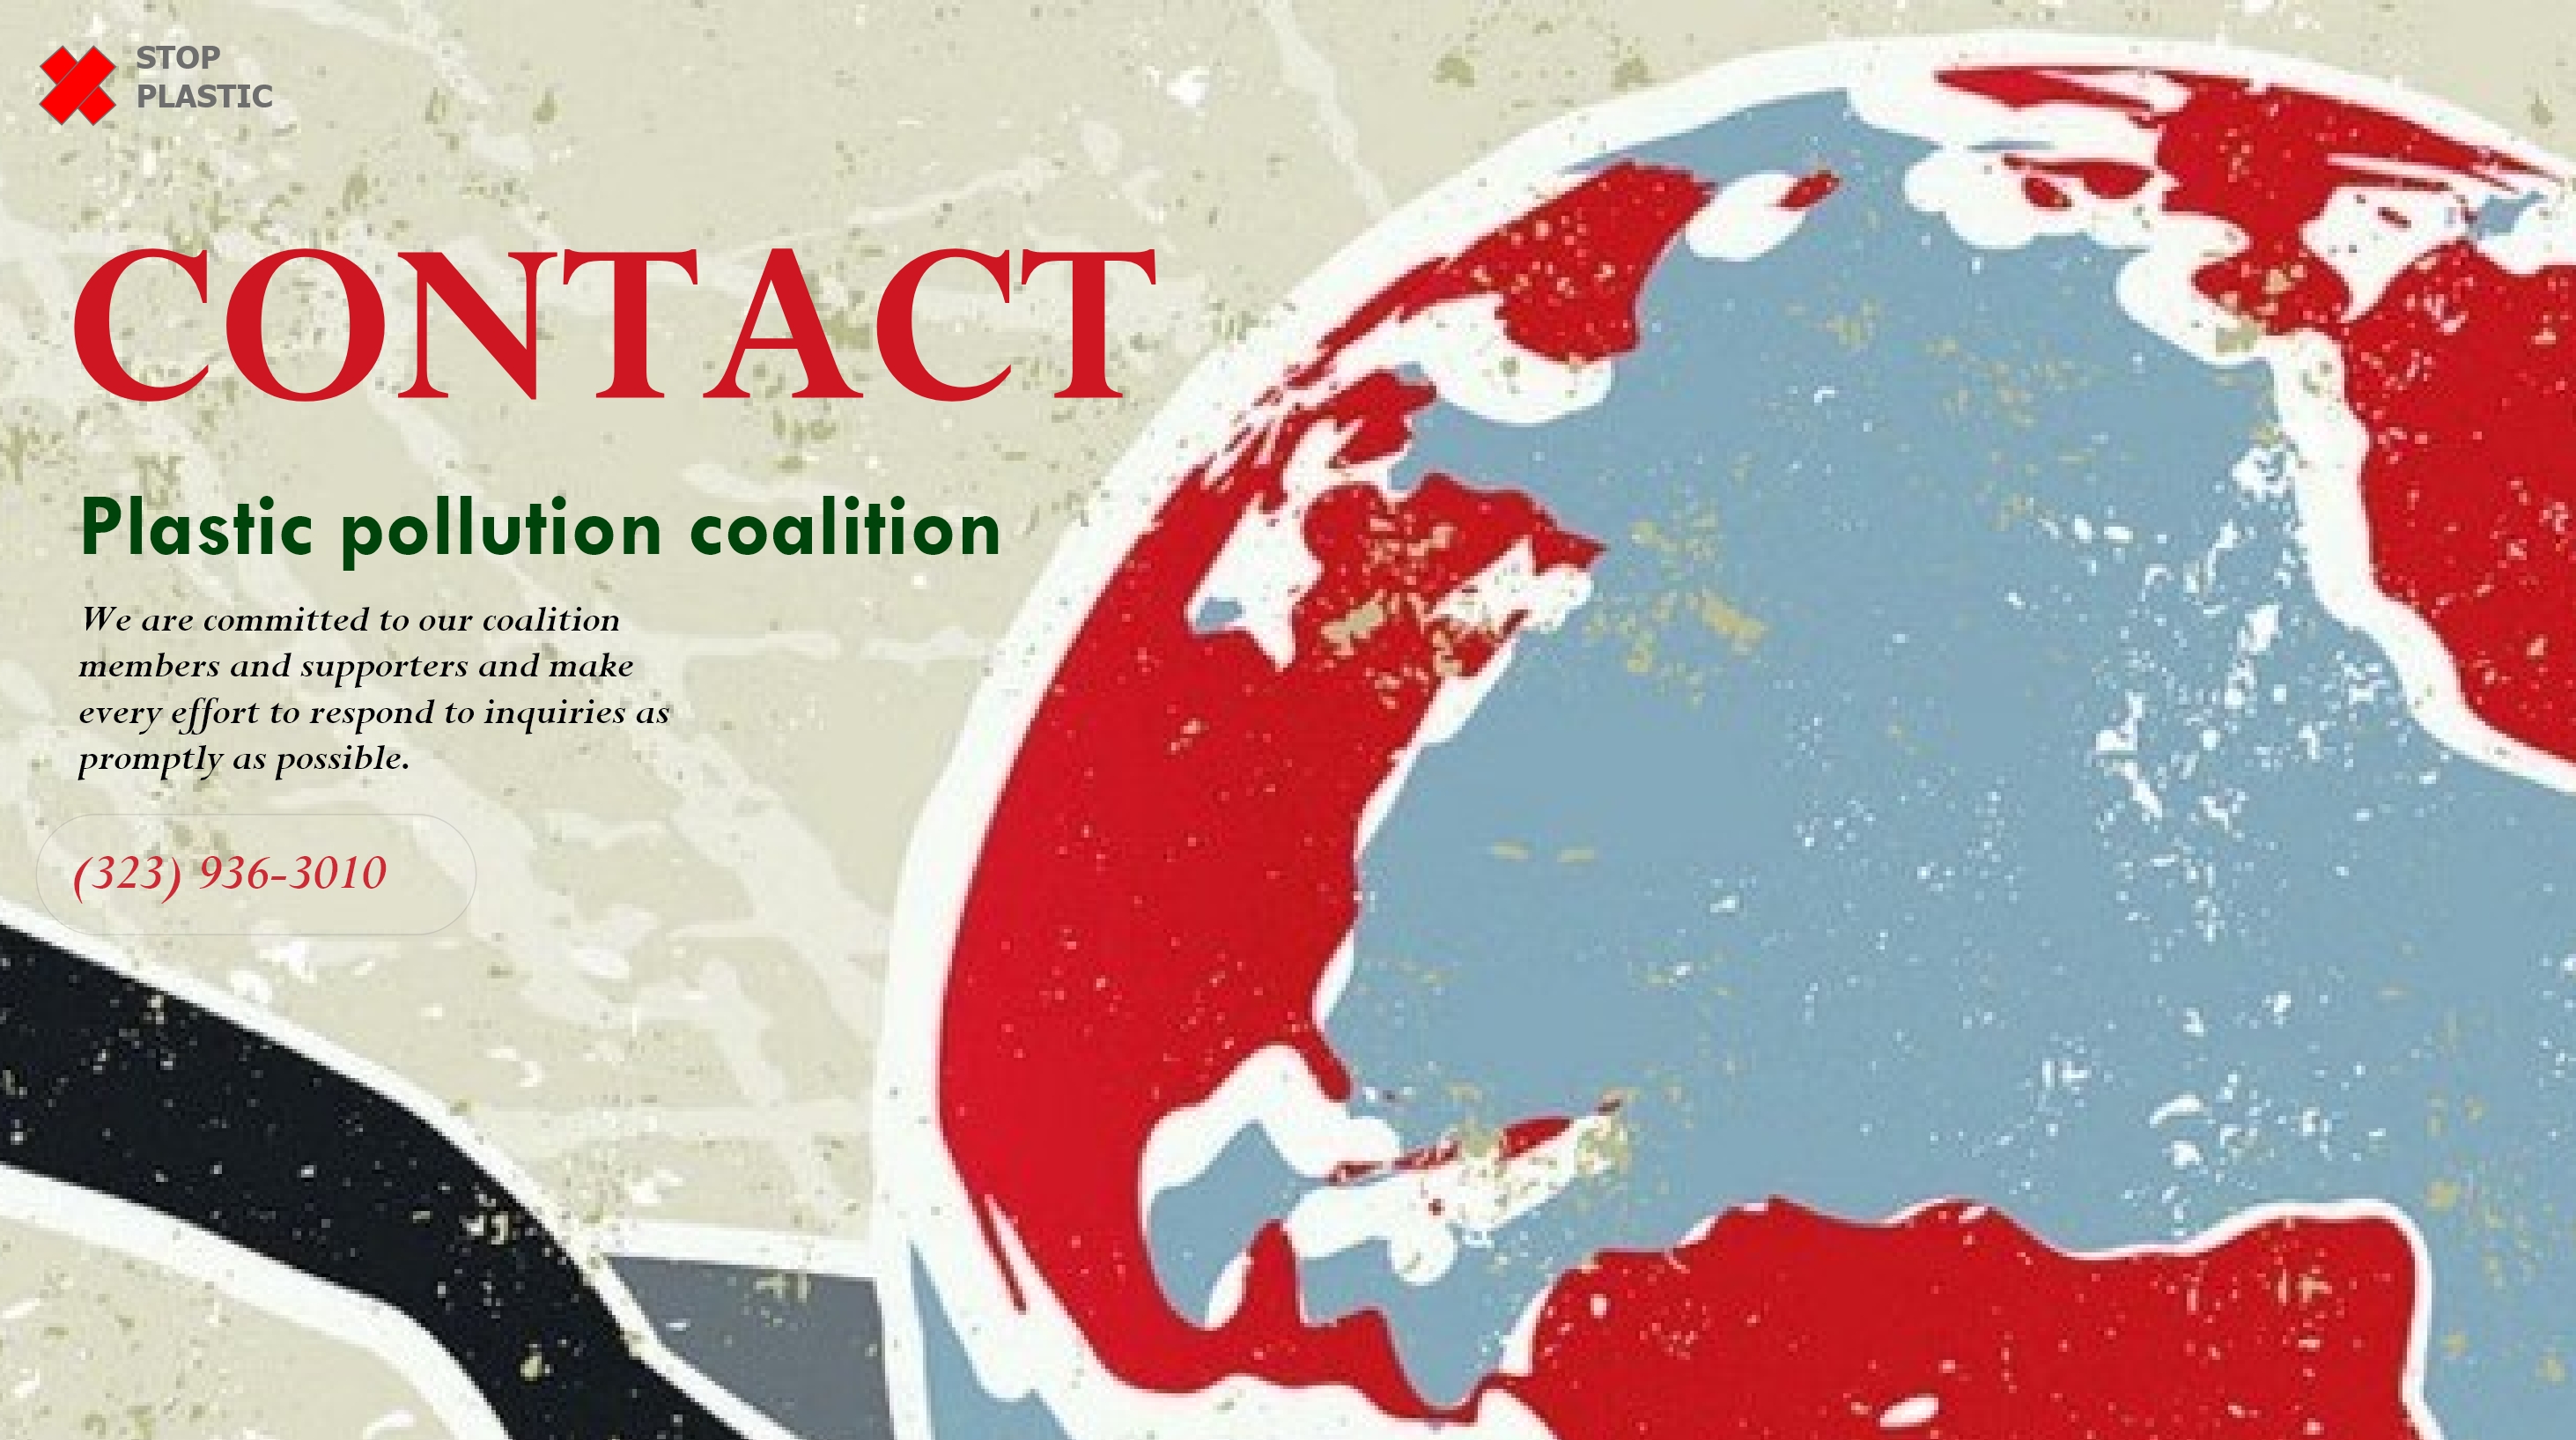 STOP
PLASTIC
CONTACT
Plastic pollution coalition
We are committed to our coalition
members and supporters and make
every effort to respond to inquiries as
promptly as possible.
(323) 936-3010